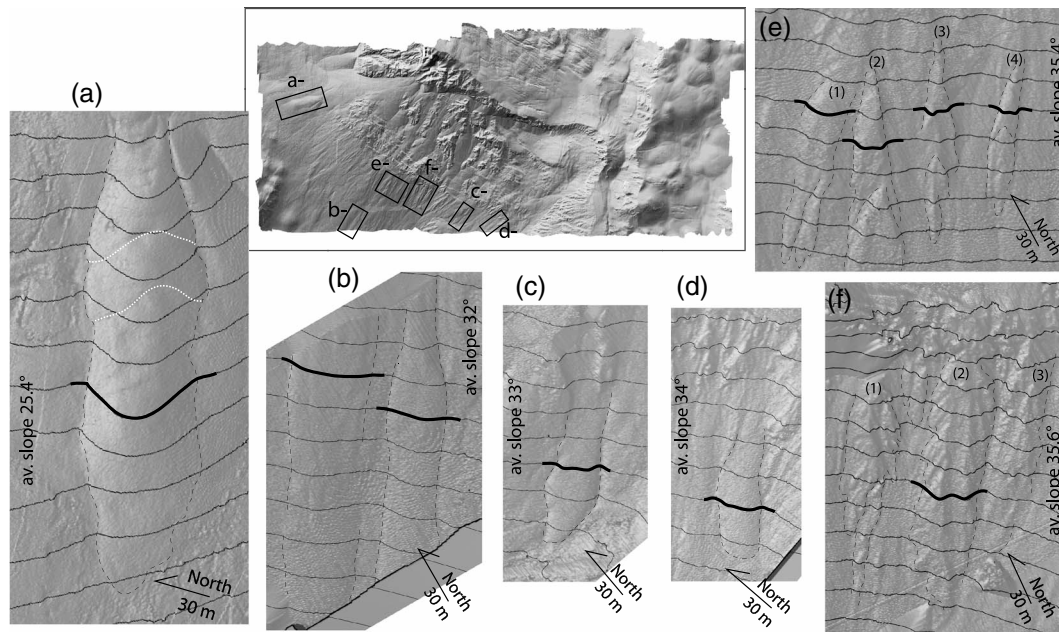 (a)
av. slope 25.4°
North
30 m
a-
b-
e-
f-
c-
d-
(b)
av. slope 32°
North
30 m
(c)
av. slope 33°
North
30 m
(d)
av. slope 34°
North
30 m
(e)
(1)
(2)
(3)
(4)
av. slope 35.4°
North
30 m
(f)
(1)
(2)
(3)
av. slope 35.6°
North
30 m